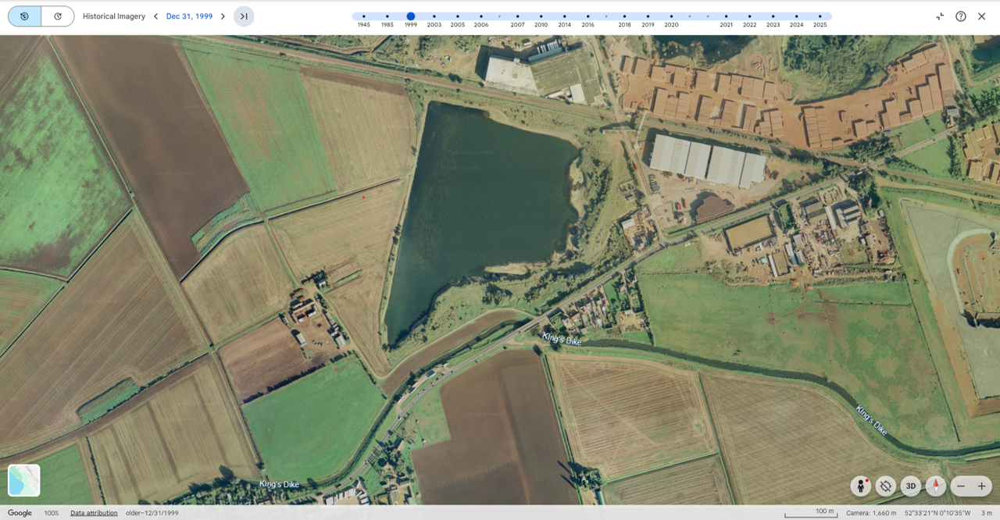 Historical Imagery
Dec 31, 1999
1945 1985 1999 2003 2005 2006 2007 2010 2014 2016 2018 2019 2020 2021 2022 2023 2024 2025
King's Dike
King's Dike
King's Dike
3D
Google 100% Data attribution older–12/31/1999 100 m Camera: 1,660 m 52°33'21"N 0°10'35"W 3 m